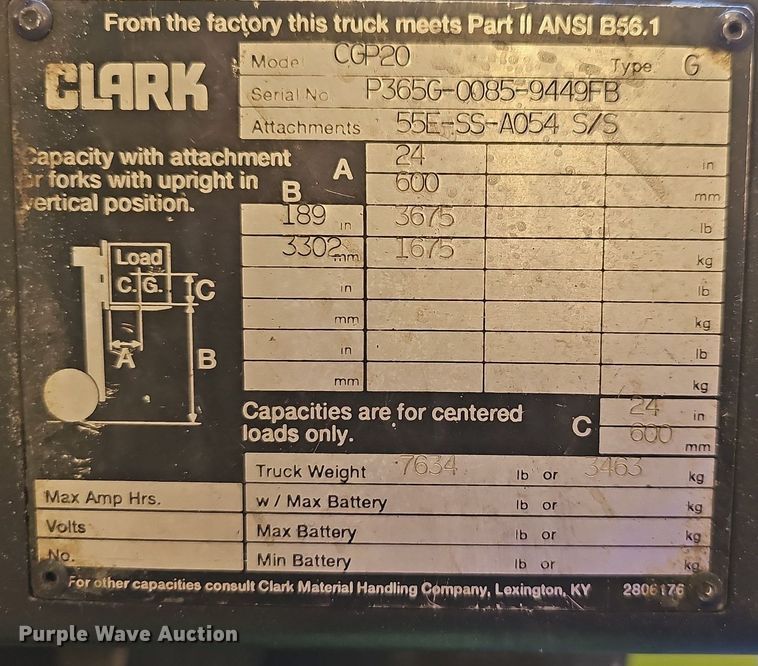 From the factory this truck meets Part II ANSI B56.1
CLARK
Model CGP20 Type G
Serial No P365G-0085-9449FB
Attachments 55E-SS-A054 S/S
Capacity with attachment
or forks with upright in
vertical position.
A 24 in
600 mm
B
189 in 3675 lb
3302 mm 1675 kg
in lb
mm kg
in lb
mm kg
Load
C. G.
C
A
B
Capacities are for centered
loads only.
C 24 in
600 mm
Truck Weight 7634 lb or 3463 kg
Max Amp Hrs. w / Max Battery lb or kg
Volts Max Battery lb or kg
No. Min Battery lb or kg
For other capacities consult Clark Material Handling Company, Lexington, KY 2806176
Purple Wave Auction